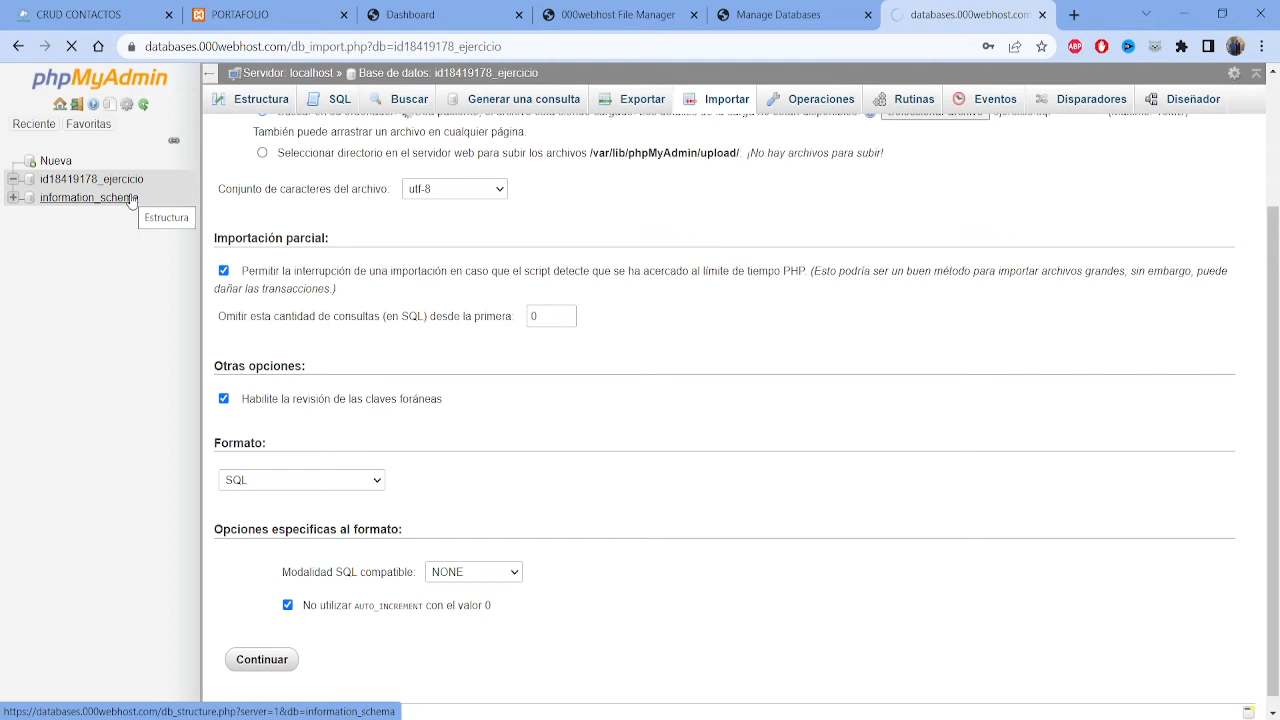 CRUD CONTACTOS
PORTAFOLIO
Dashboard
000webhost File Manager
Manage Databases
databases.000webhost.com
databases.000webhost.com/db_import.php?db=id18419178_ejercicio
phpMyAdmin
Reciente
Favoritas
Nueva
id18419178_ejercicio
information_schema
Estructura
Servidor: localhost » Base de datos: id18419178_ejercicio
Estructura
SQL
Buscar
Generar una consulta
Exportar
Importar
Operaciones
Rutinas
Eventos
Disparadores
Diseñador
También puede arrastrar un archivo en cualquier página.
Seleccionar directorio en el servidor web para subir los archivos /var/lib/phpMyAdmin/upload/. ¡No hay archivos para subir!
Conjunto de caracteres del archivo:
utf-8
Importación parcial:
Permitir la interrupción de una importación en caso que el script detecte que se ha acercado al límite de tiempo PHP. (Esto podría ser un buen método para importar archivos grandes; sin embargo, puede
dañar las transacciones.)
Omitir esta cantidad de consultas (en SQL) desde la primera:
0
Otras opciones:
Habilite la revisión de las claves foráneas
Formato:
SQL
Opciones específicas al formato:
Modalidad SQL compatible:
NONE
No utilizar AUTO_INCREMENT con el valor 0
Continuar
https://databases.000webhost.com/db_structure.php?server=1&db=information_schema